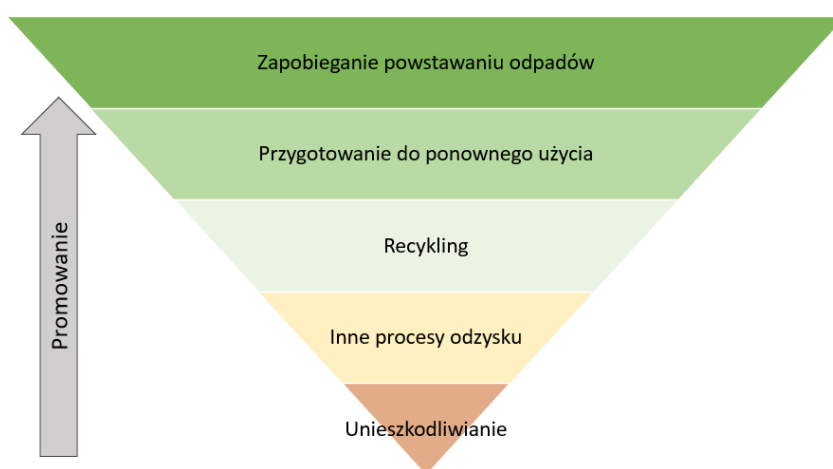 Zapobieganie powstawaniu odpadów
Przygotowanie do ponownego użycia
Recykling
Inne procesy odzysku
Unieszkodliwianie
Promowanie